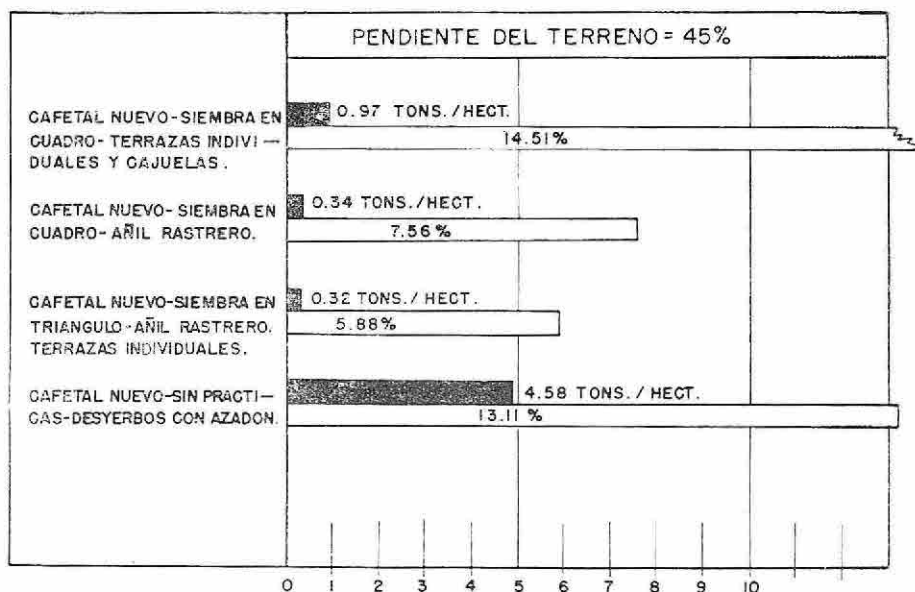 PENDIENTE DEL TERRENO = 45%
CAFETAL NUEVO-SIEMBRA EN
CUADRO-TERRAZAS INDIVI-
DUALES Y CAJUELAS.
0.97 TONS./HECT.
14.51%
CAFETAL NUEVO-SIEMBRA EN
CUADRO-AÑIL RASTRERO.
0.34 TONS./HECT.
7.56%
CAFETAL NUEVO-SIEMBRA EN
TRIANGULO-AÑIL RASTRERO.
TERRAZAS INDIVIDUALES.
0.32 TONS./HECT.
5.88%
CAFETAL NUEVO-SIN PRACTI-
CAS-DESYERBOS CON AZADON.
4.58 TONS./HECT.
13.11%
0 1 2 3 4 5 6 7 8 9 10